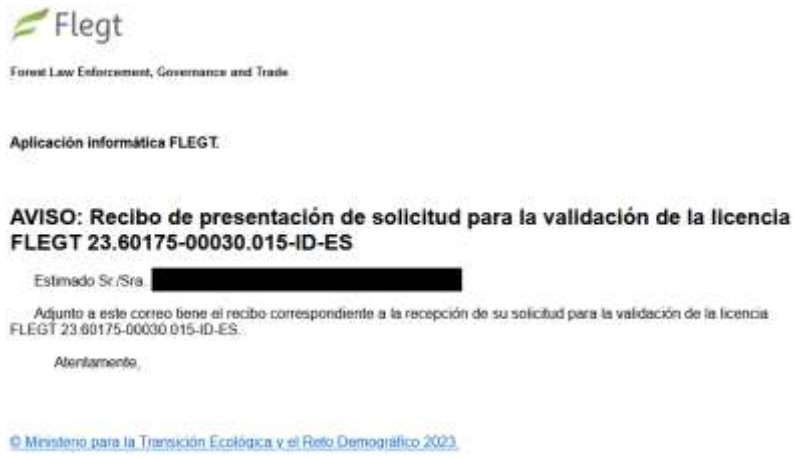 Flegt
Forest Law Enforcement, Governance and Trade
Aplicación informática FLEGT.
AVISO: Recibo de presentación de solicitud para la validación de la licencia
FLEGT 23.60175-00030.015-ID-ES
Estimado Sr./Sra.
Adjunto a este correo tiene el recibo correspondiente a la recepción de su solicitud para la validación de la licencia
FLEGT 23.60175-00030.015-ID-ES.
Atentamente,
© Ministerio para la Transición Ecológica y el Reto Demográfico 2023.